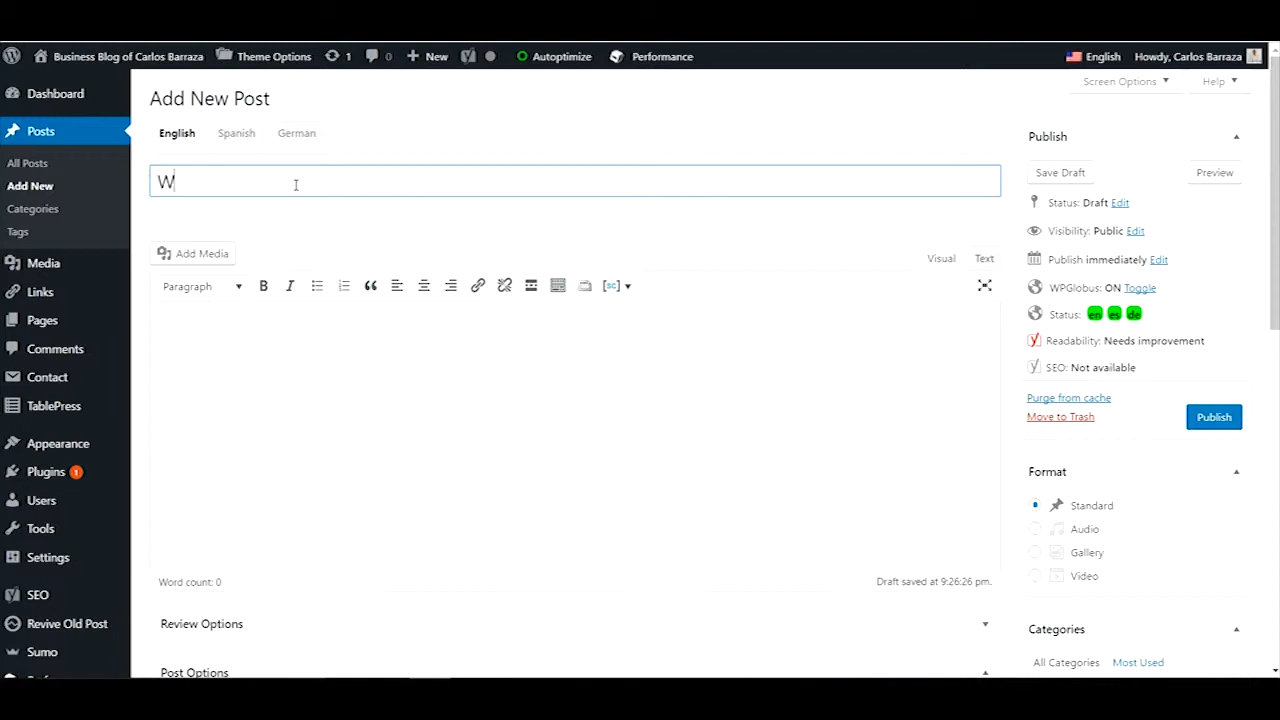 Business Blog of Carlos Barraza Theme Options 1 0 New Autoptimize Performance English Howdy, Carlos Barraza
Screen Options Help
Dashboard
Posts
All Posts
Add New
Categories
Tags
Media
Links
Pages
Comments
Contact
TablePress
Appearance
Plugins 1
Users
Tools
Settings
SEO
Revive Old Post
Sumo
Add New Post
English Spanish German
W
Add Media
Visual Text
Paragraph B I [sc]
Word count: 0 Draft saved at 9:26:26 pm.
Review Options
Post Options
Publish
Save Draft Preview
Status: Draft Edit
Visibility: Public Edit
Publish immediately Edit
WPGlobus: ON Toggle
Status: en es de
Readability: Needs improvement
SEO: Not available
Purge from cache
Move to Trash Publish
Format
Standard
Audio
Gallery
Video
Categories
All Categories Most Used